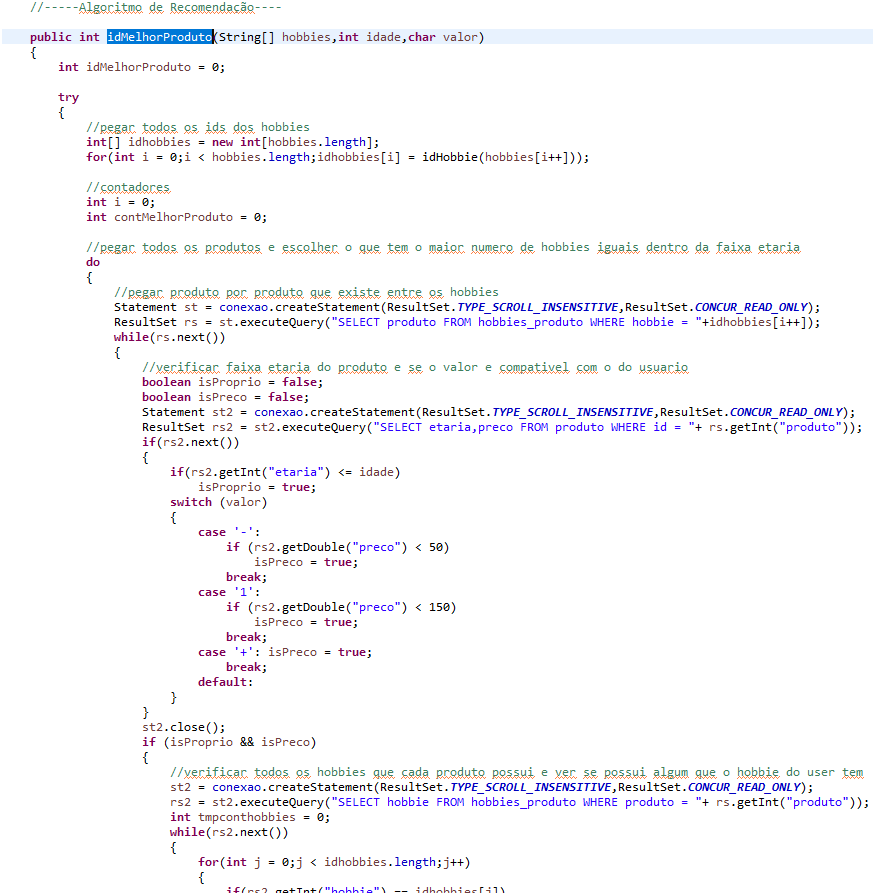 //-----Algoritmo de Recomendacão----
public int idMelhorProduto(String[] hobbies,int idade,char valor)
{
int idMelhorProduto = 0;
try
{
//pegar todos os ids dos hobbies
int[] idhobbies = new int[hobbies.length];
for(int i = 0;i < hobbies.length;idhobbies[i] = idHobbie(hobbies[i++]));
//contadores
int i = 0;
int contMelhorProduto = 0;
//pegar todos os produtos e escolher o que tem o maior numero de hobbies iguais dentro da faixa etaria
do
{
//pegar produto por produto que existe entre os hobbies
Statement st = conexao.createStatement(ResultSet.TYPE_SCROLL_INSENSITIVE,ResultSet.CONCUR_READ_ONLY);
ResultSet rs = st.executeQuery("SELECT produto FROM hobbies_produto WHERE hobbie = "+idhobbies[i++]);
while(rs.next())
{
//verificar faixa etaria do produto e se o valor e compativel com o do usuario
boolean isProprio = false;
boolean isPreco = false;
Statement st2 = conexao.createStatement(ResultSet.TYPE_SCROLL_INSENSITIVE,ResultSet.CONCUR_READ_ONLY);
ResultSet rs2 = st2.executeQuery("SELECT etaria,preco FROM produto WHERE id = "+ rs.getInt("produto"));
if(rs2.next())
{
if(rs2.getInt("etaria") <= idade)
isProprio = true;
switch (valor)
{
case '-':
if (rs2.getDouble("preco") < 50)
isPreco = true;
break;
case '1':
if (rs2.getDouble("preco") < 150)
isPreco = true;
break;
case '+': isPreco = true;
break;
default:
}
}
st2.close();
if (isProprio && isPreco)
{
//verificar todos os hobbies que cada produto possui e ver se possui algum que o hobbie do user tem
st2 = conexao.createStatement(ResultSet.TYPE_SCROLL_INSENSITIVE,ResultSet.CONCUR_READ_ONLY);
rs2 = st2.executeQuery("SELECT hobbie FROM hobbies_produto WHERE produto = "+ rs.getInt("produto"));
int tmpconthobbies = 0;
while(rs2.next())
{
for(int j = 0;j < idhobbies.length;j++)
{
if(rs2.getInt("hobbie") == idhobbies[j])